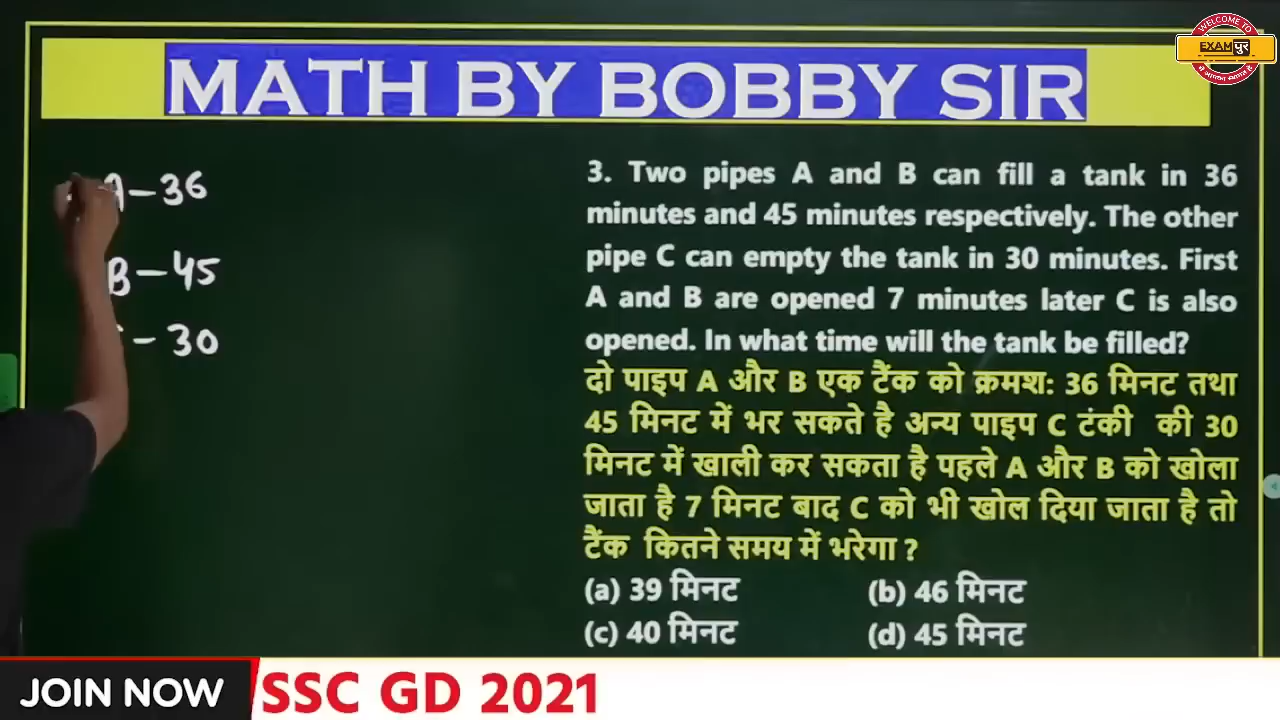 WELCOME TO
EXAMपुर
MATH BY BOBBY SIR
A - 36
B - 45
- 30
3. Two pipes A and B can fill a tank in 36
minutes and 45 minutes respectively. The other
pipe C can empty the tank in 30 minutes. First
A and B are opened 7 minutes later C is also
opened. In what time will the tank be filled?
दो पाइप A और B एक टैंक को क्रमश: 36 मिनट तथा
45 मिनट में भर सकते है अन्य पाइप C टंकी की 30
मिनट में खाली कर सकता है पहले A और B को खोला
जाता है 7 मिनट बाद C को भी खोल दिया जाता है तो
टैंक कितने समय में भरेगा ?
(a) 39 मिनट (b) 46 मिनट
(c) 40 मिनट (d) 45 मिनट
JOIN NOW SSC GD 2021